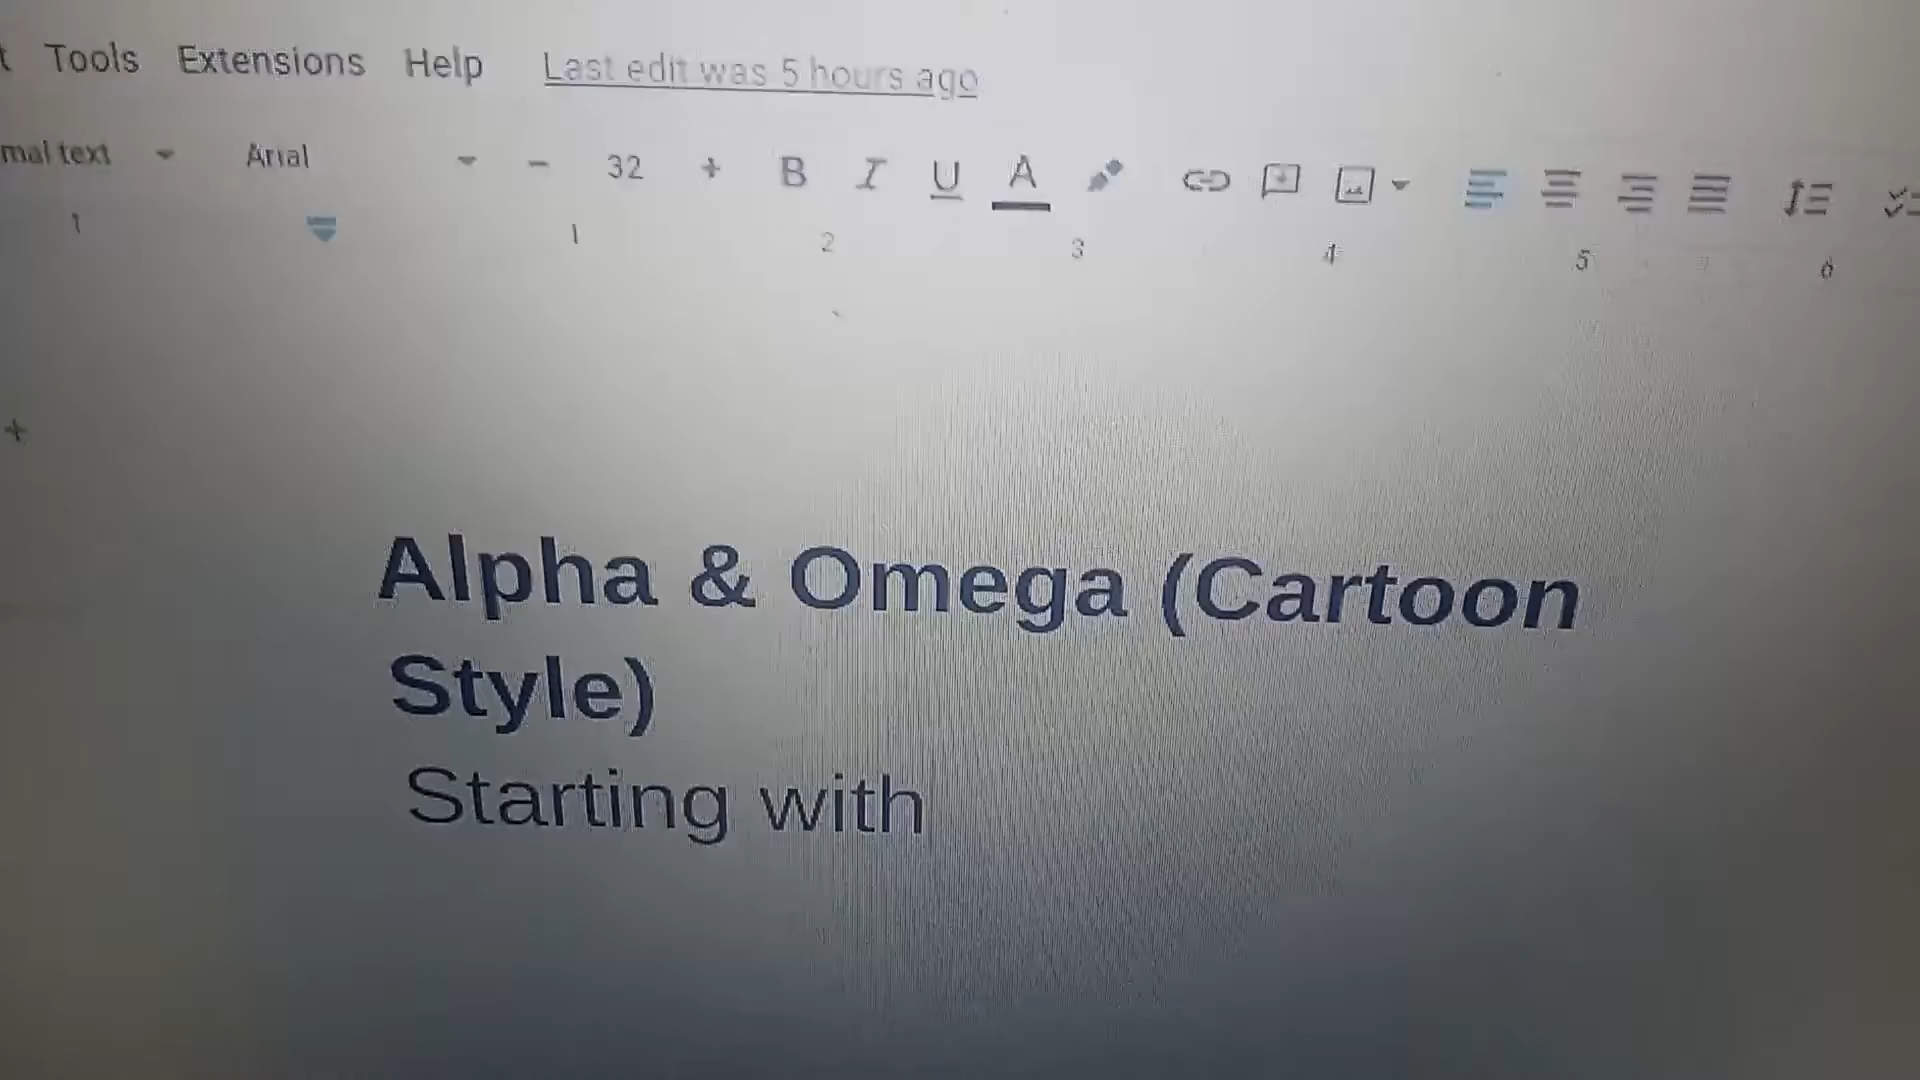 Tools Extensions Help Last edit was 5 hours ago
mal text Arial - 32 + B I U A
1 1 2 3 4 5 6
+
Alpha & Omega (Cartoon
Style)
Starting with